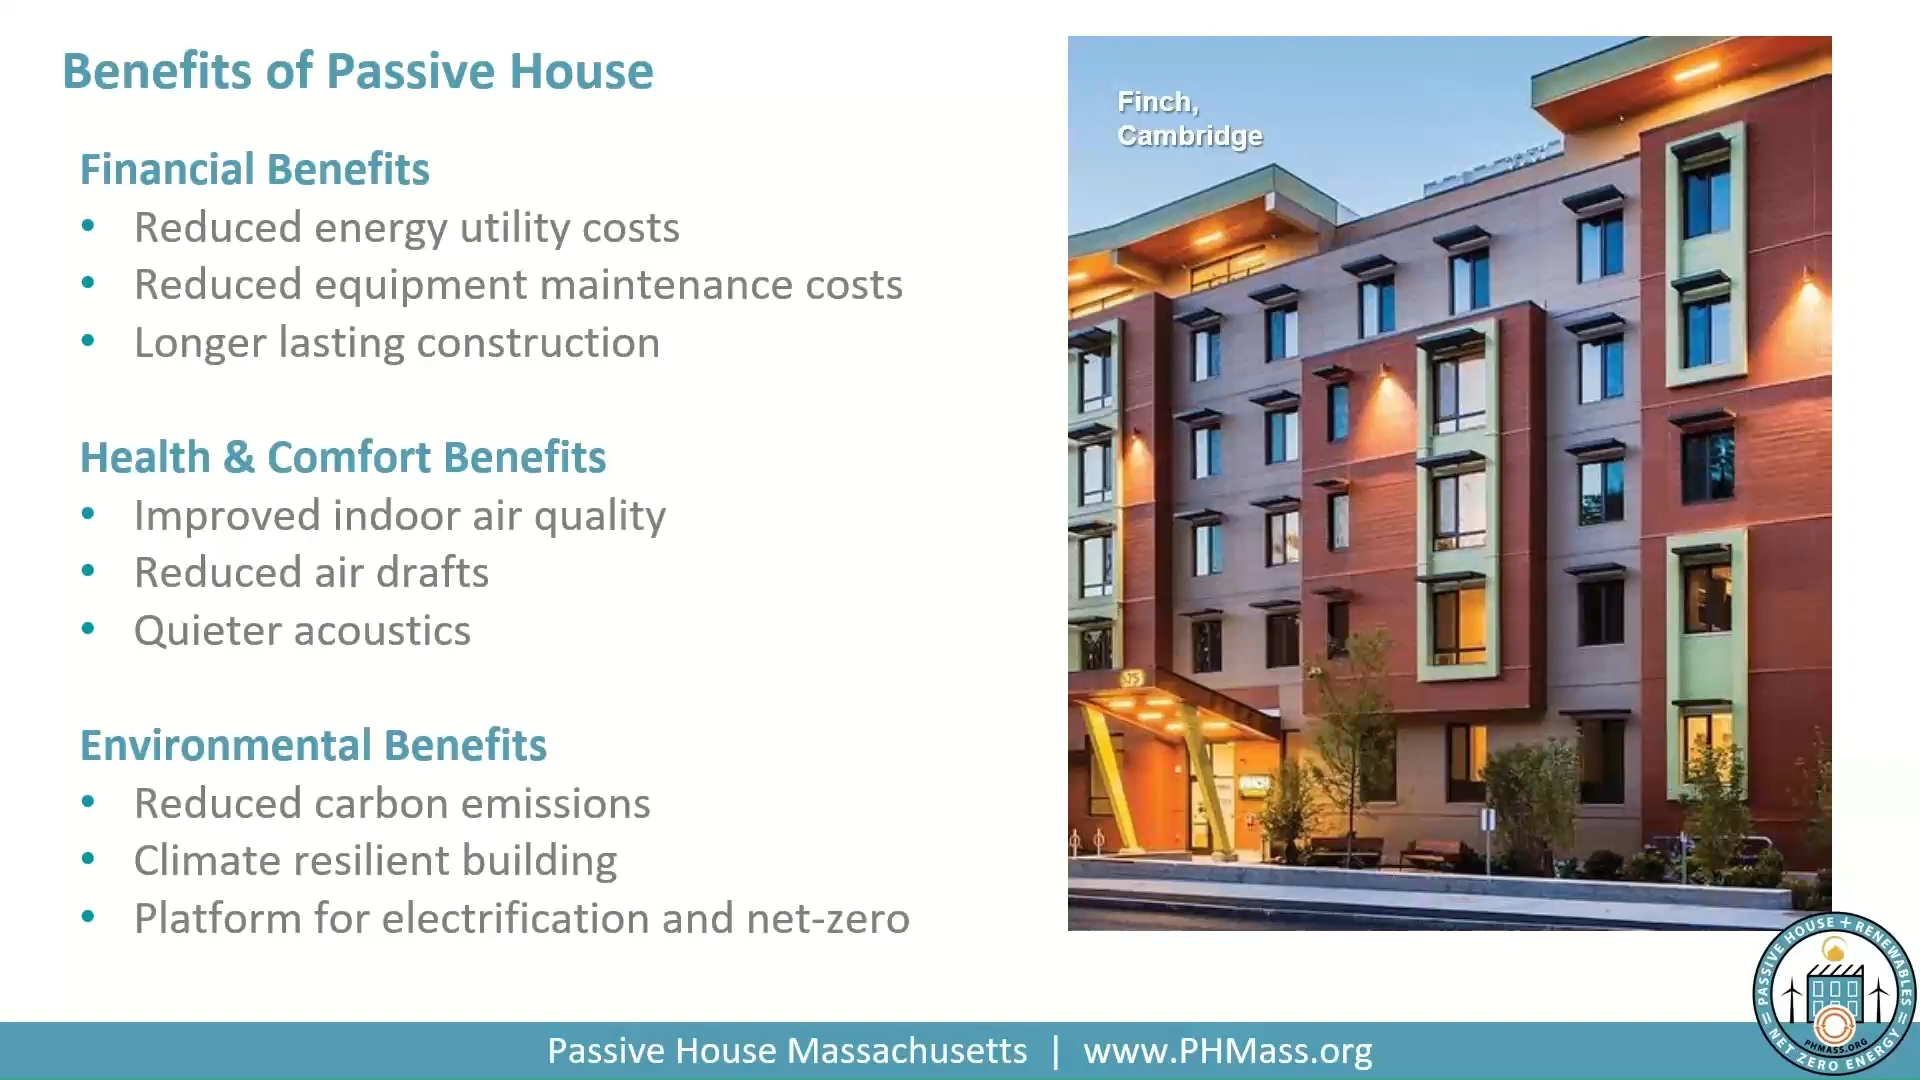 Benefits of Passive House
Financial Benefits
• Reduced energy utility costs
• Reduced equipment maintenance costs
• Longer lasting construction
Health & Comfort Benefits
• Improved indoor air quality
• Reduced air drafts
• Quieter acoustics
Environmental Benefits
• Reduced carbon emissions
• Climate resilient building
• Platform for electrification and net-zero
Finch,
Cambridge
675
PASSIVE HOUSE + RENEWABLES
= NET ZERO ENERGY =
PHMASS.ORG
Passive House Massachusetts | www.PHMass.org